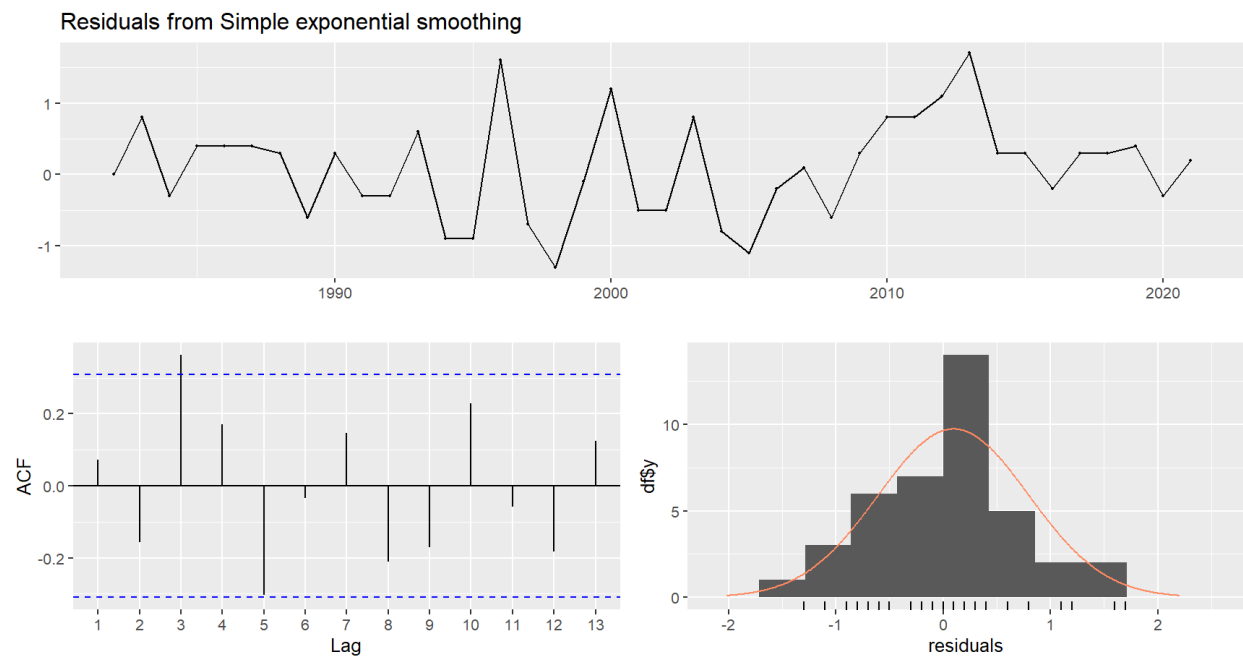 Residuals from Simple exponential smoothing
1
0
-1
1990 2000 2010 2020
ACF
0.2
0.0
-0.2
1 2 3 4 5 6 7 8 9 10 11 12 13
Lag
df$y
10
5
0
-2 -1 0 1 2
residuals